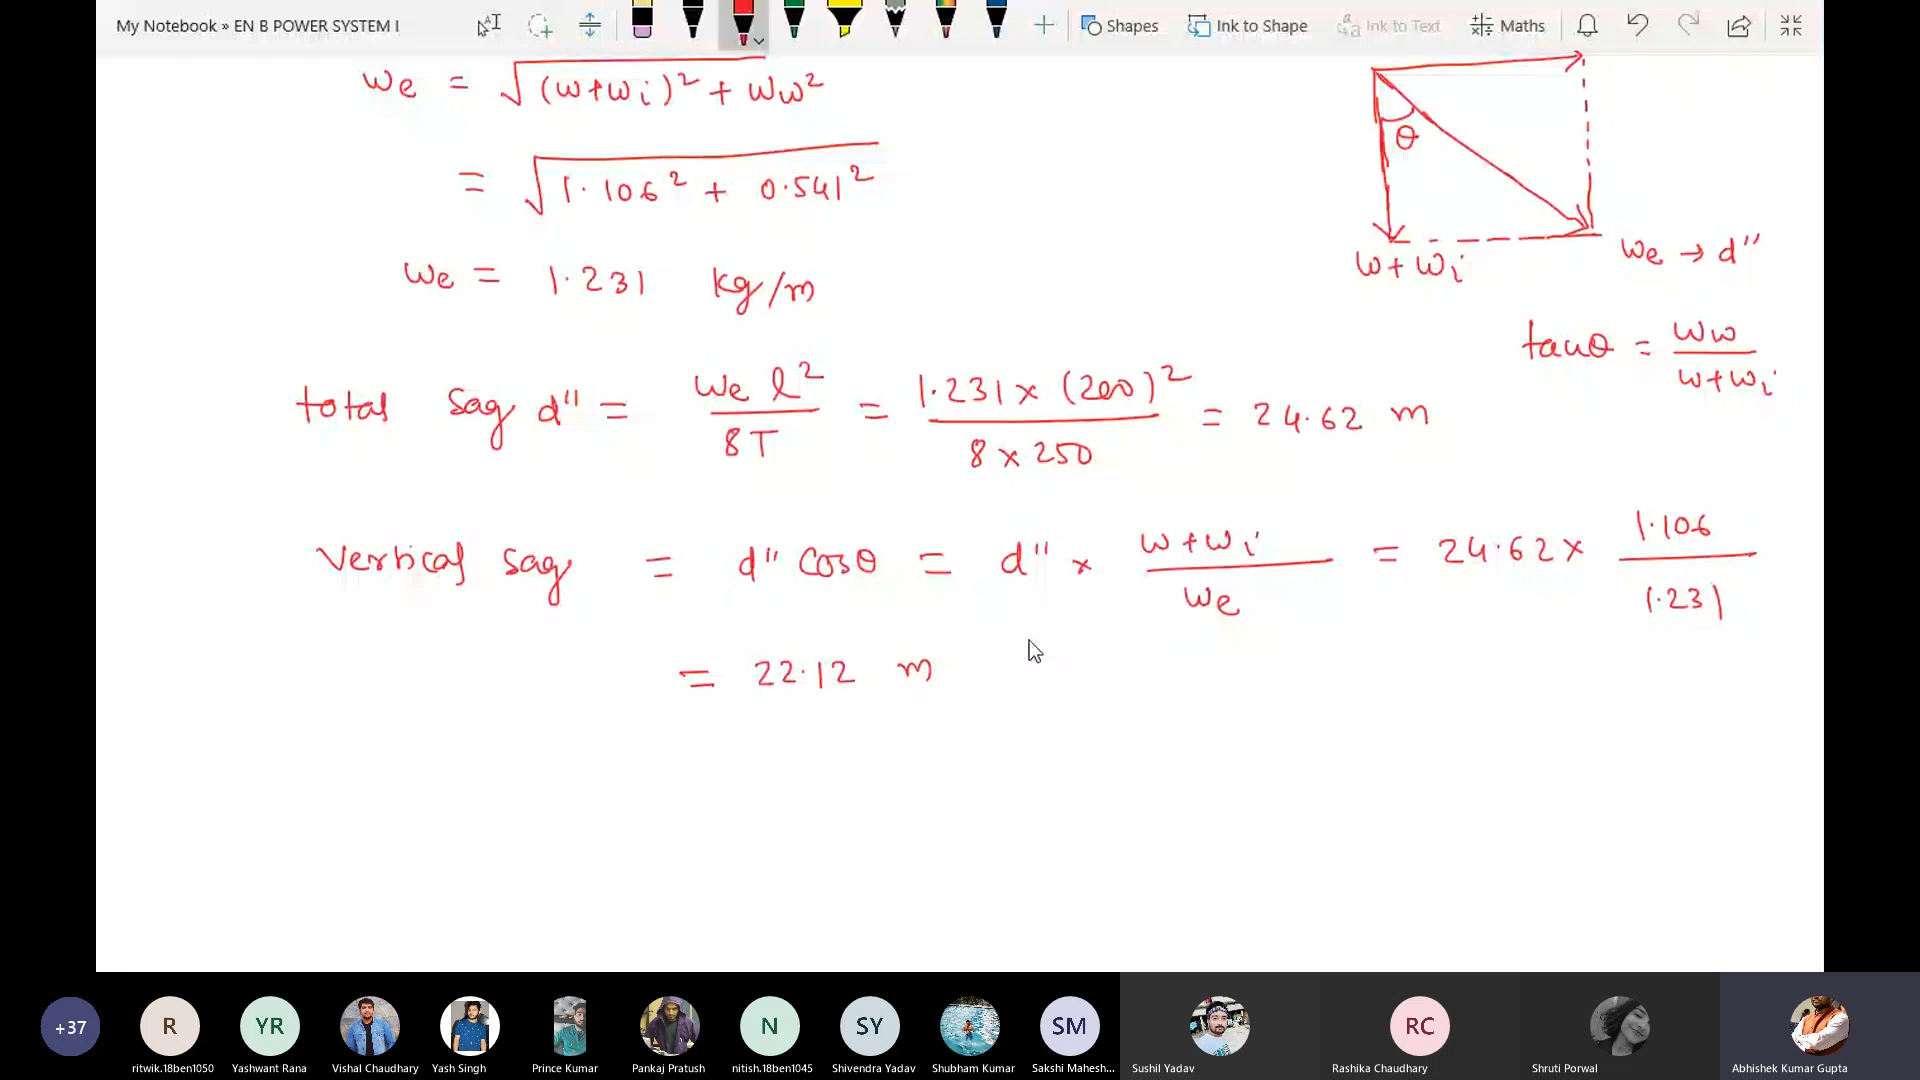 My Notebook » EN B POWER SYSTEM I
Shapes Ink to Shape Ink to Text Maths
We = √(w+wi)² + Ww²
= √1.106² + 0.541²
We = 1.231 kg/m
θ
w+wi
We → d"
tanθ = Ww/w+wi
total sag d" = We l²/8T = 1.231 × (200)²/8 × 250 = 24.62 m
Vertical sag = d" cosθ = d" × w+wi/We = 24.62 × 1.106/1.231
= 22.12 m
+37 R YR N SY SM RC
ritwik.18ben1050 Yashwant Rana Vishal Chaudhary Yash Singh Prince Kumar Pankaj Pratush nitish.18ben1045 Shivendra Yadav Shubham Kumar Sakshi Mahesh... Sushil Yadav Rashika Chaudhary Shruti Porwal Abhishek Kumar Gupta